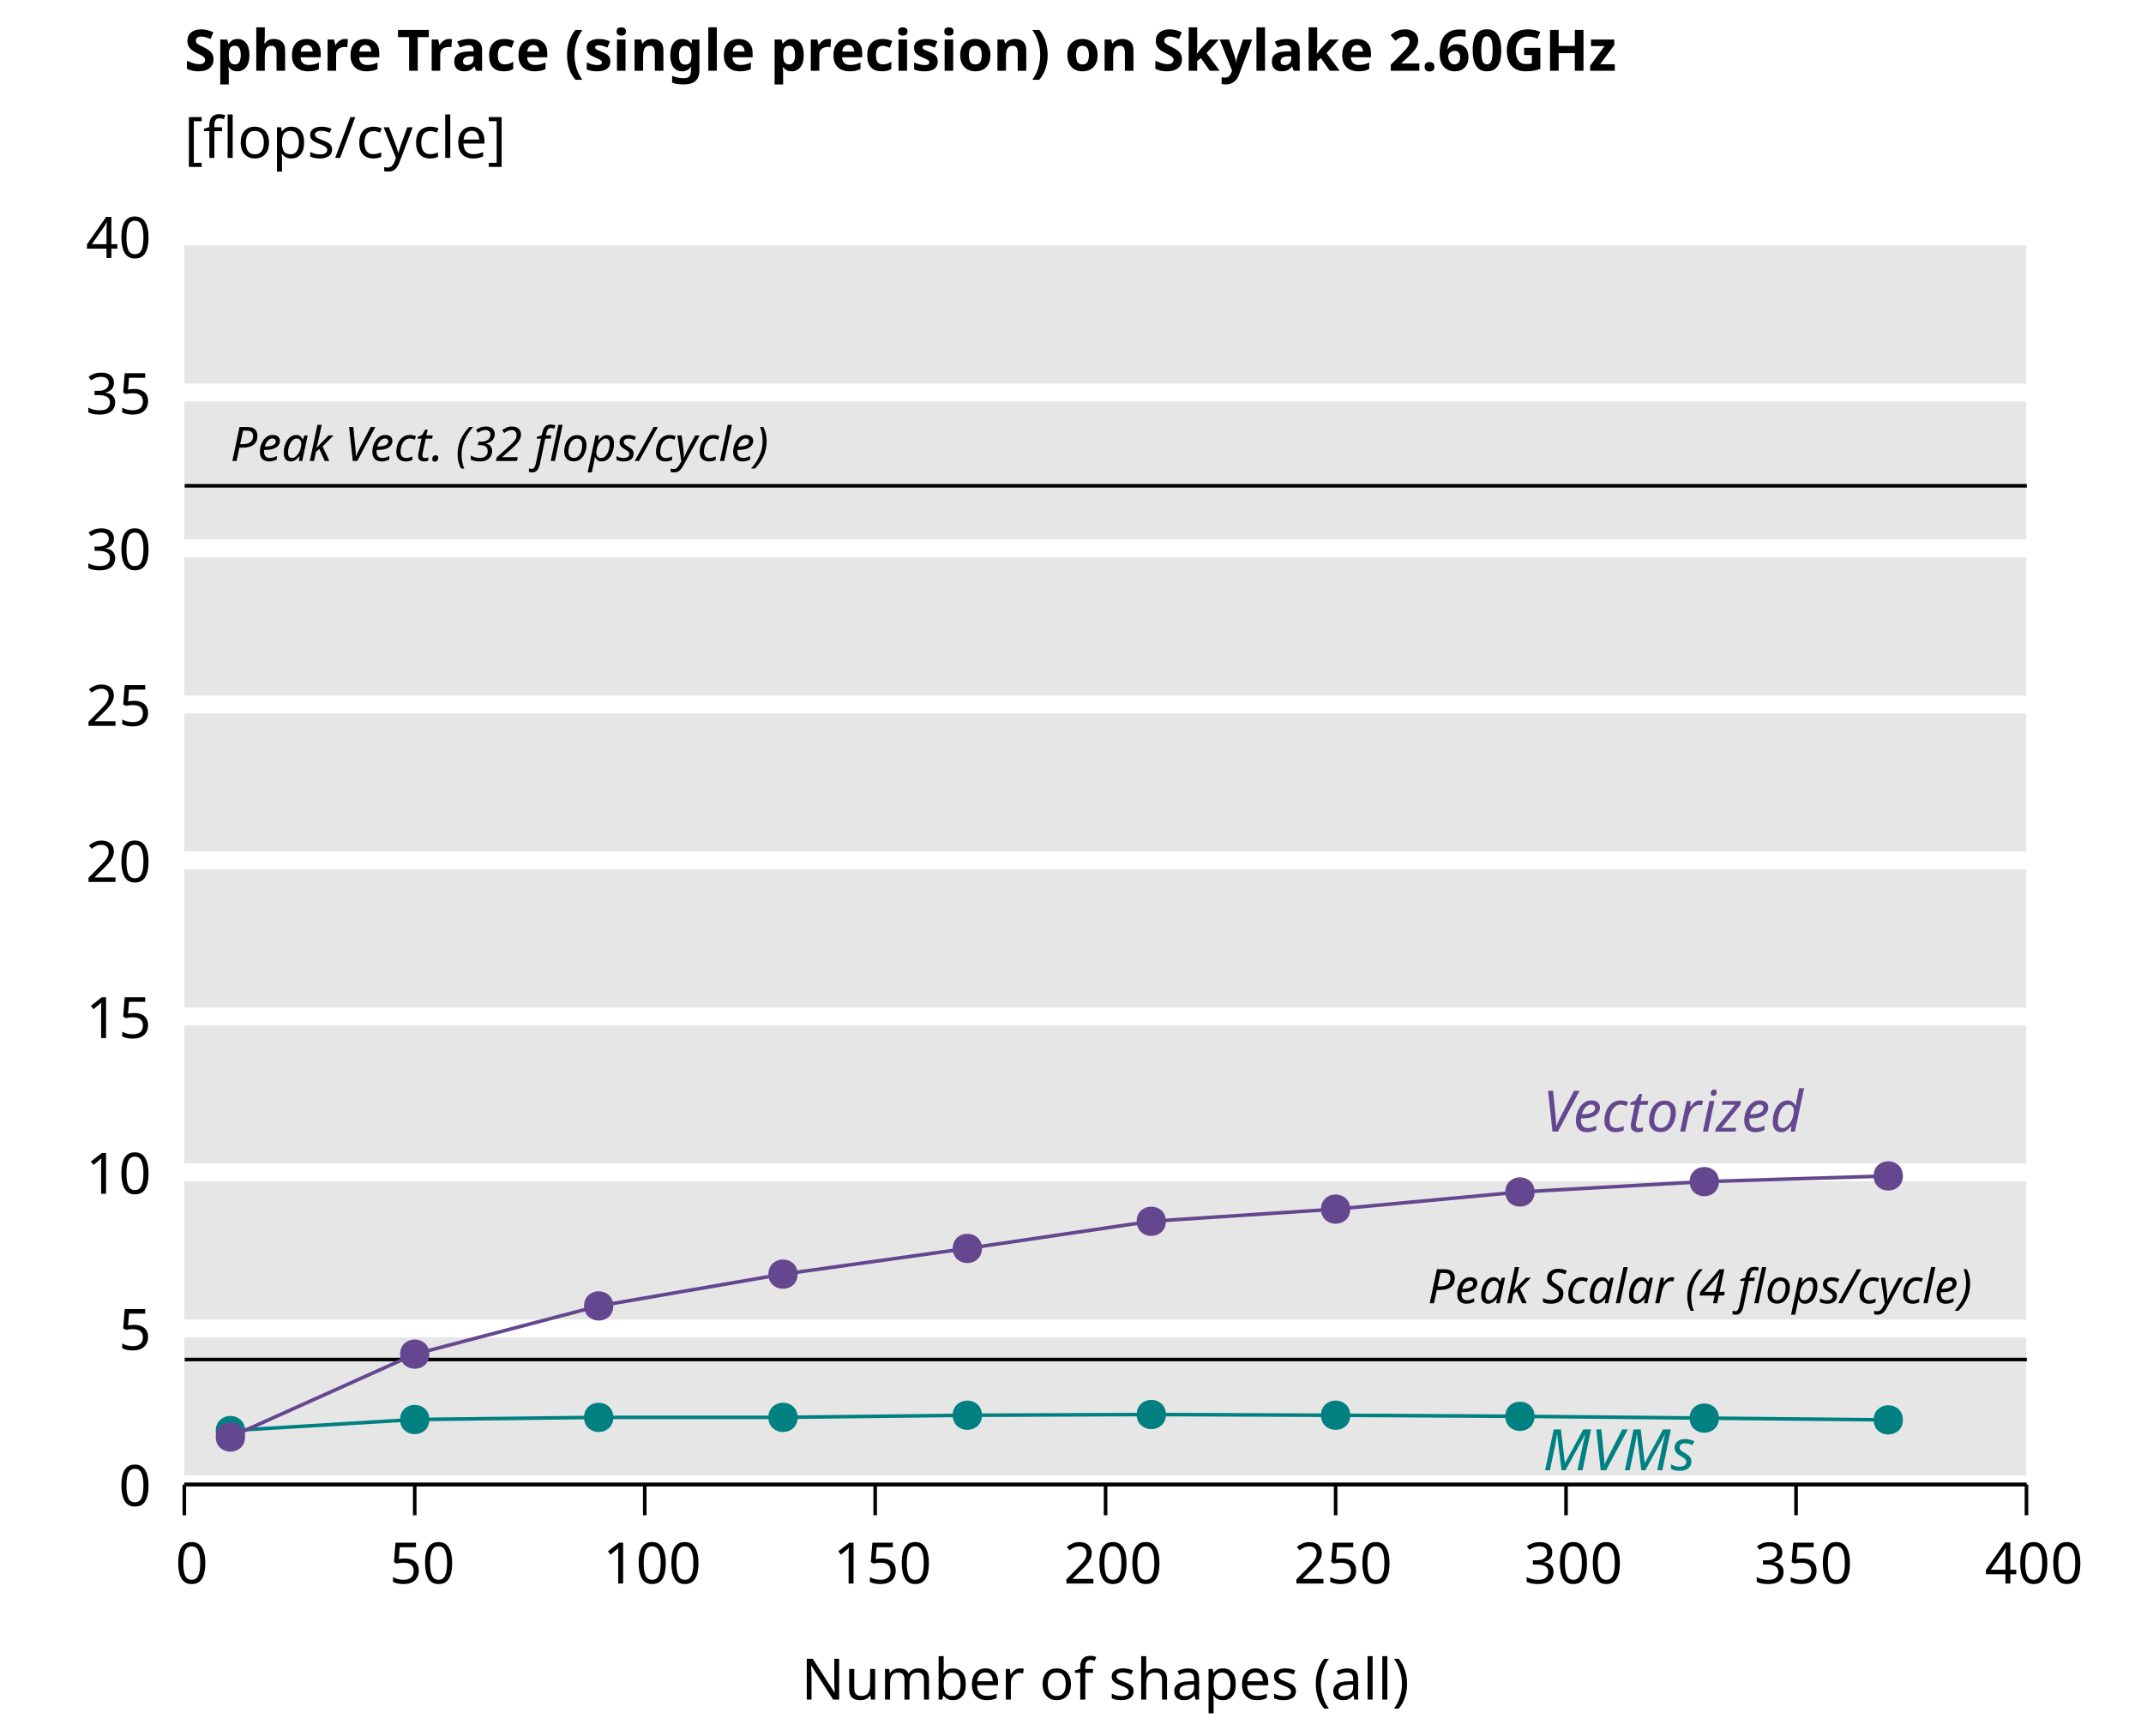 Sphere Trace (single precision) on Skylake 2.60GHz
[flops/cycle]
40
35
Peak Vect. (32 flops/cycle)
30
25
20
15
Vectorized
10
Peak Scalar (4 flops/cycle)
5
MVMs
0
0 50 100 150 200 250 300 350 400
Number of shapes (all)